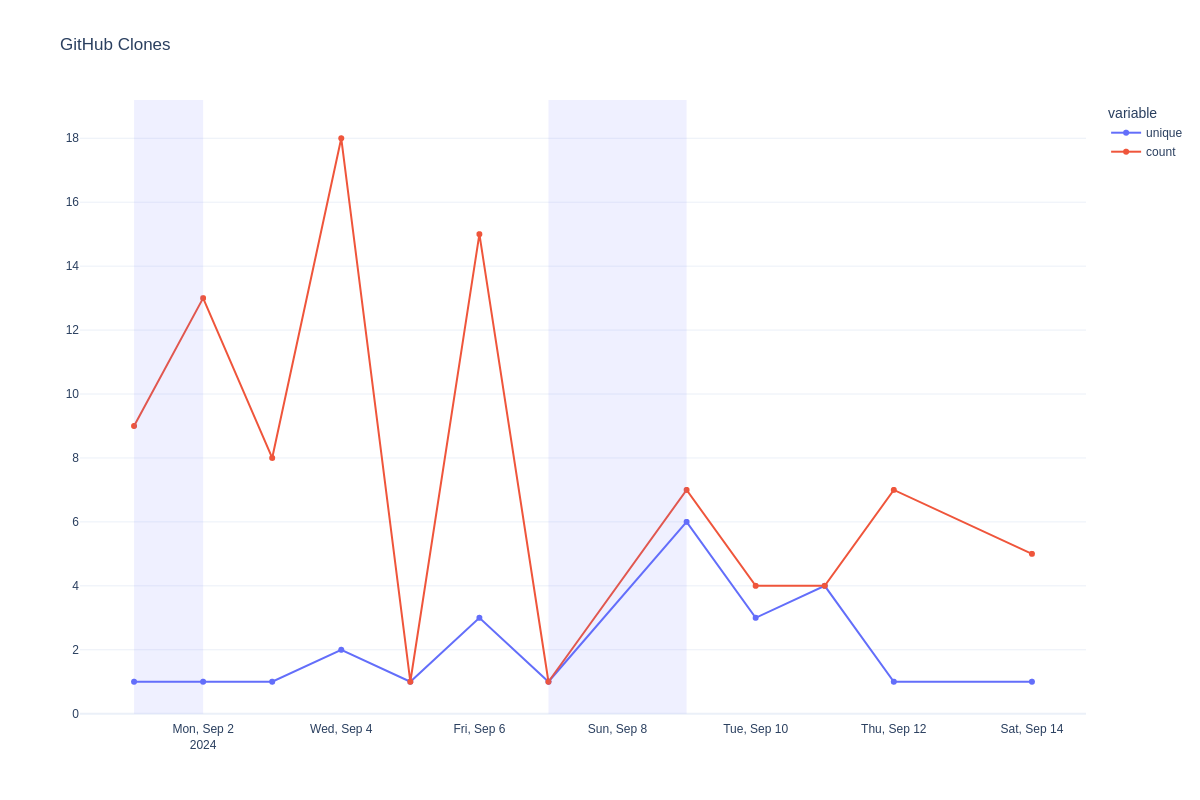 GitHub Clones
variable
unique
count
18
16
14
12
10
8
6
4
2
0
Mon, Sep 2
2024
Wed, Sep 4
Fri, Sep 6
Sun, Sep 8
Tue, Sep 10
Thu, Sep 12
Sat, Sep 14